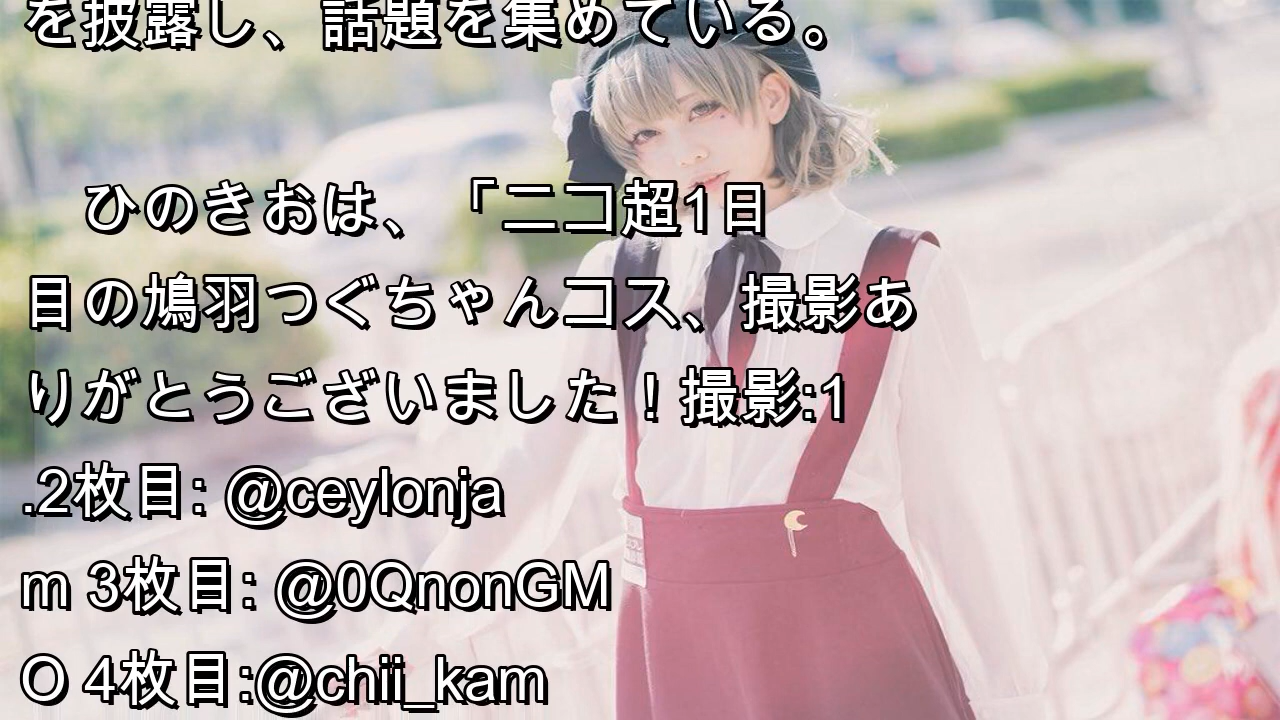 を披露し、話題を集めている。
ひのきおは、「ニコ超1日
目の鳩羽つぐちゃんコス、撮影あ
りがとうございました！撮影:1
.2枚目: @ceylonja
m 3枚目: @0QnonGM
O 4枚目:@chii_kam